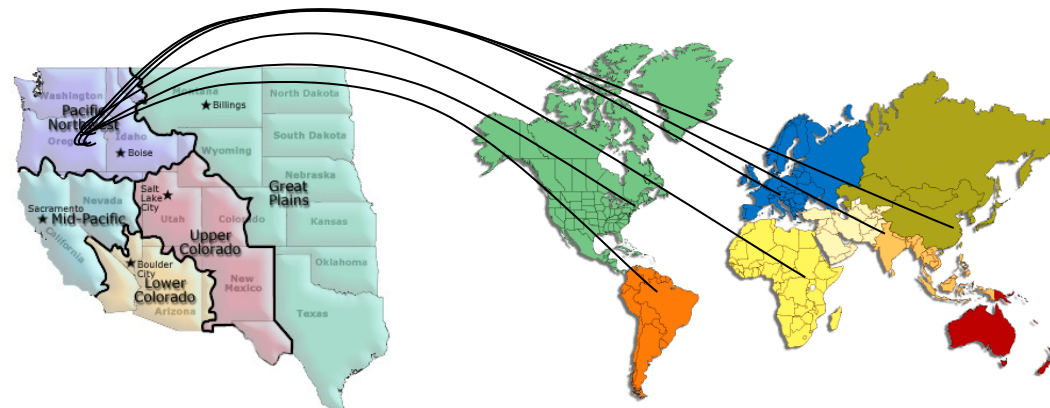 Washington
Montana
North Dakota
Billings
Pacific
Northwest
Oreg
Idaho
Boise
South Dakota
Wyoming
Nebraska
Great
Plains
Salt
Lake
City
Nevada
Sacramento
Mid-Pacific
Utah
Colorado
Kansas
Upper
Colorado
California
Boulder
City
Lower
Colorado
Arizona
New
Mexico
Oklahoma
Texas